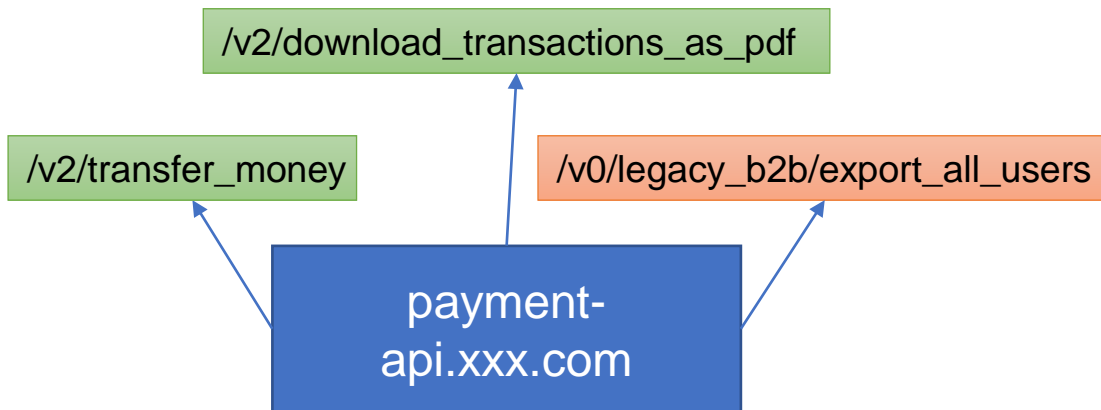 /v2/download_transactions_as_pdf
/v2/transfer_money
/v0/legacy_b2b/export_all_users
payment-
api.xxx.com